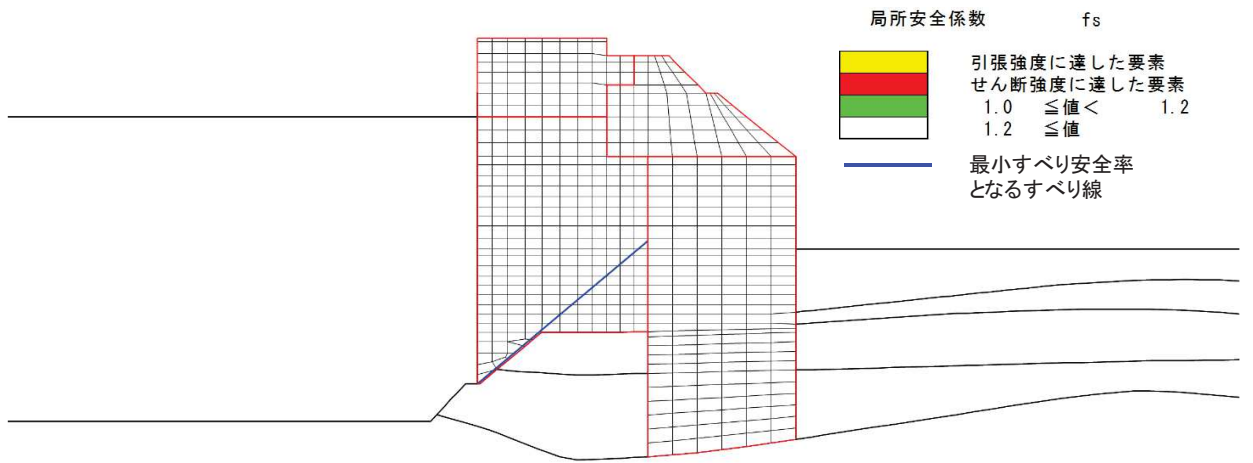 局所安全係数 fs
引張強度に達した要素
せん断強度に達した要素
1.0 ≦値＜ 1.2
1.2 ≦値
最小すべり安全率
となるすべり線